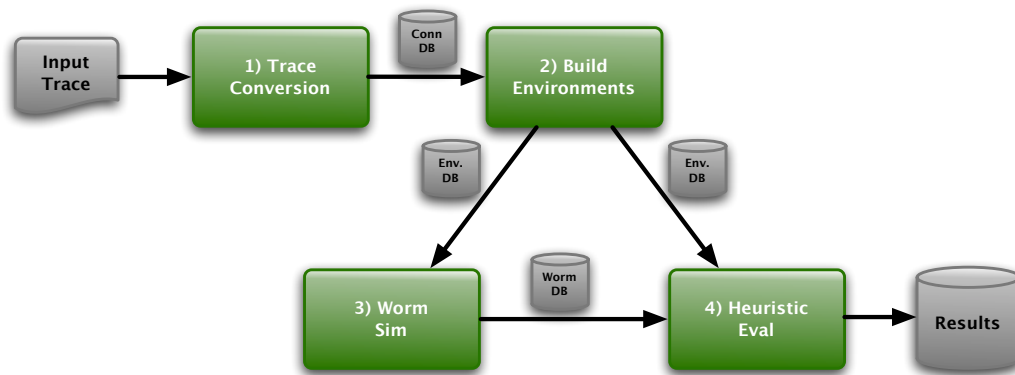 Input
Trace
1) Trace
Conversion
Conn
DB
2) Build
Environments
Env.
DB
Env.
DB
3) Worm
Sim
Worm
DB
4) Heuristic
Eval
Results